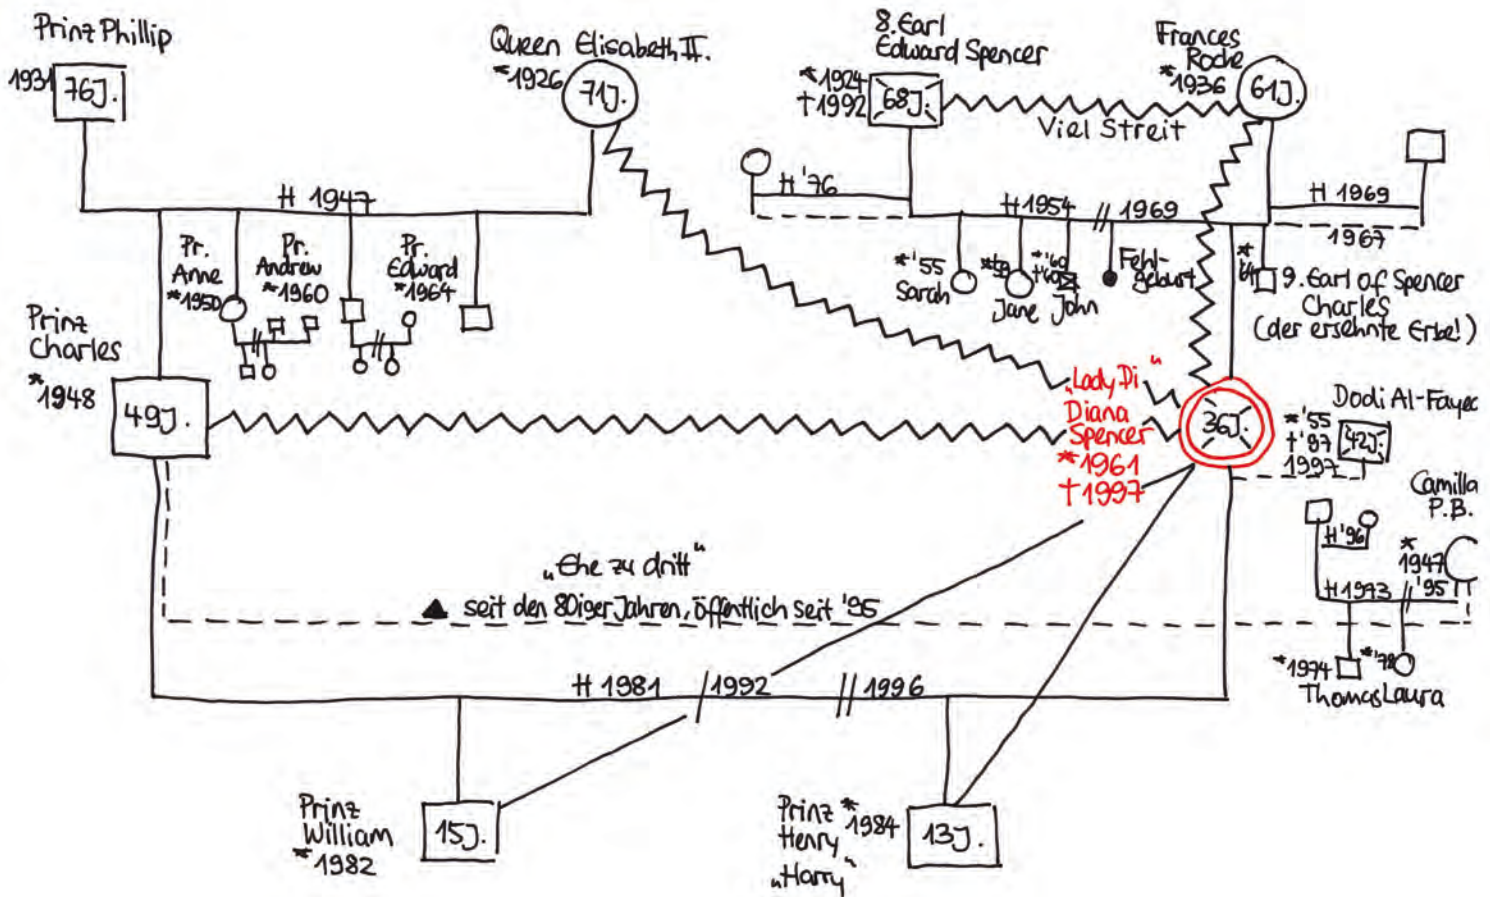 Prinz Phillip
1931
76J.
Queen Elisabeth II.
*1926
71J.
8. Earl
Edward Spencer
*1924
†1992
68J.
Frances
Roche
*1936
61J.
Viel Streit
H 1947
H '76
H 1954 // 1969
H 1969
1967
Pr.
Anne
*1950
Pr.
Andrew
*1960
Pr.
Edward
*1964
*'55
Sarah
Jane
*'60
†'60
John
Fehl-
geburt
*
'64
9. Earl of Spencer
Charles
(der ersehnte Erbe!)
Prinz
Charles
*1948
49J.
„Lady Di“
Diana
Spencer
*1961
†1997
36J.
Dodi Al-Fayed
*'55
†'97
1997
42J.
Camilla
P.B.
*
1947
H '96
H 1973 // '95
*1974
Thomas
*'78
Laura
„Ehe zu dritt“
seit den 80iger Jahren, öffentlich seit '95
H 1981 / 1992 // 1996
Prinz
William
*1982
15J.
Prinz
Henry
„Harry“
*1984
13J.